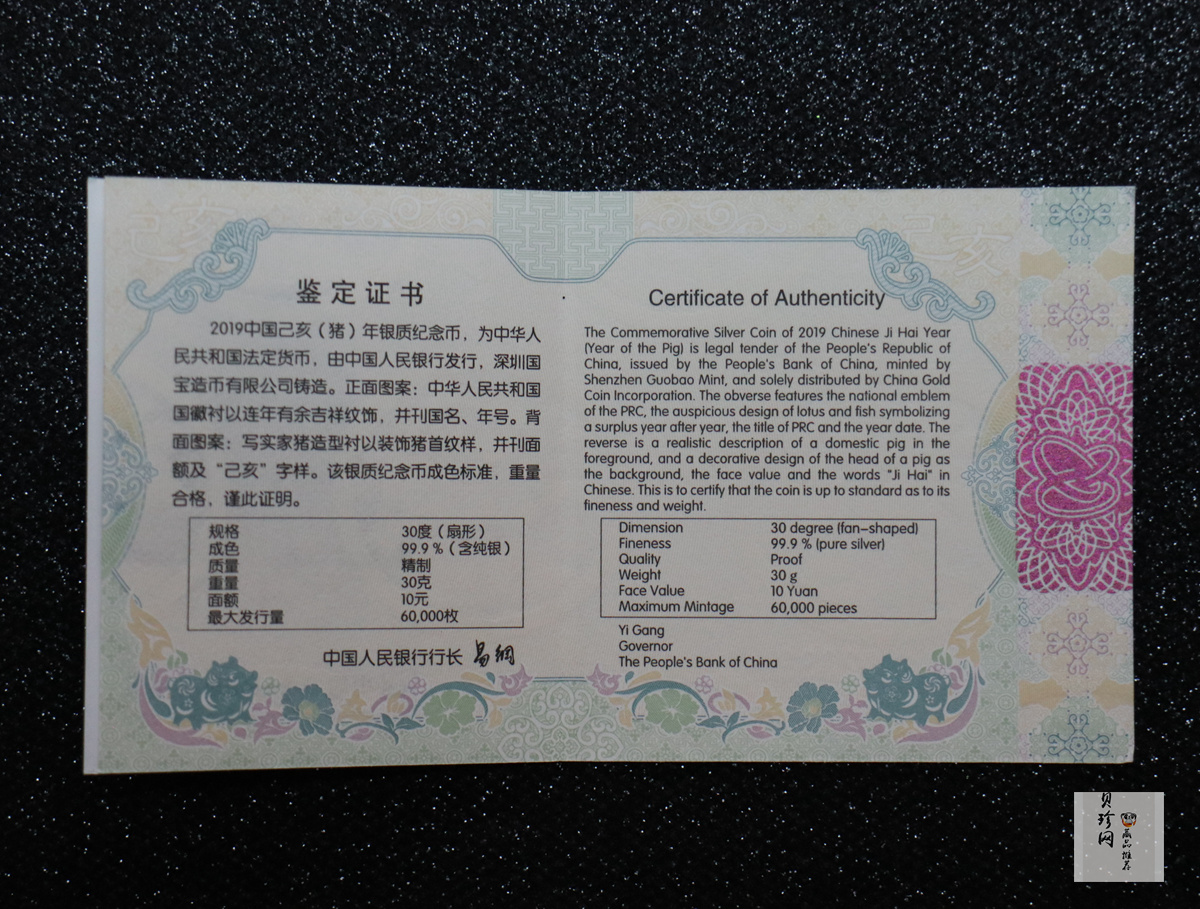 鉴定证书
2019中国己亥（猪）年银质纪念币，为中华人
民共和国法定货币，由中国人民银行发行，深圳国
宝造币有限公司铸造。正面图案：中华人民共和国
国徽衬以连年有余吉祥纹饰，并刊国名、年号。背
面图案：写实家猪造型衬以装饰猪首纹样，并刊面
额及“己亥”字样。该银质纪念币成色标准，重量
合格，谨此证明。
规格 30度（扇形）
成色 99.9％（含纯银）
质量 精制
重量 30克
面额 10元
最大发行量 60,000枚
中国人民银行行长 易纲
Certificate of Authenticity
The Commemorative Silver Coin of 2019 Chinese Ji Hai Year
(Year of the Pig) is legal tender of the People's Republic of
China, issued by the People's Bank of China, minted by
Shenzhen Guobao Mint, and solely distributed by China Gold
Coin Incorporation. The obverse features the national emblem
of the PRC, the auspicious design of lotus and fish symbolizing
a surplus year after year, the title of PRC and the year date. The
reverse is a realistic description of a domestic pig in the
foreground, and a decorative design of the head of a pig as
the background, the face value and the words "Ji Hai" in
Chinese. This is to certify that the coin is up to standard as to its
fineness and weight.
Dimension 30 degree (fan-shaped)
Fineness 99.9 % (pure silver)
Quality Proof
Weight 30 g
Face Value 10 Yuan
Maximum Mintage 60,000 pieces
Yi Gang
Governor
The People's Bank of China
己亥
己亥
贝珍网
藏品推荐